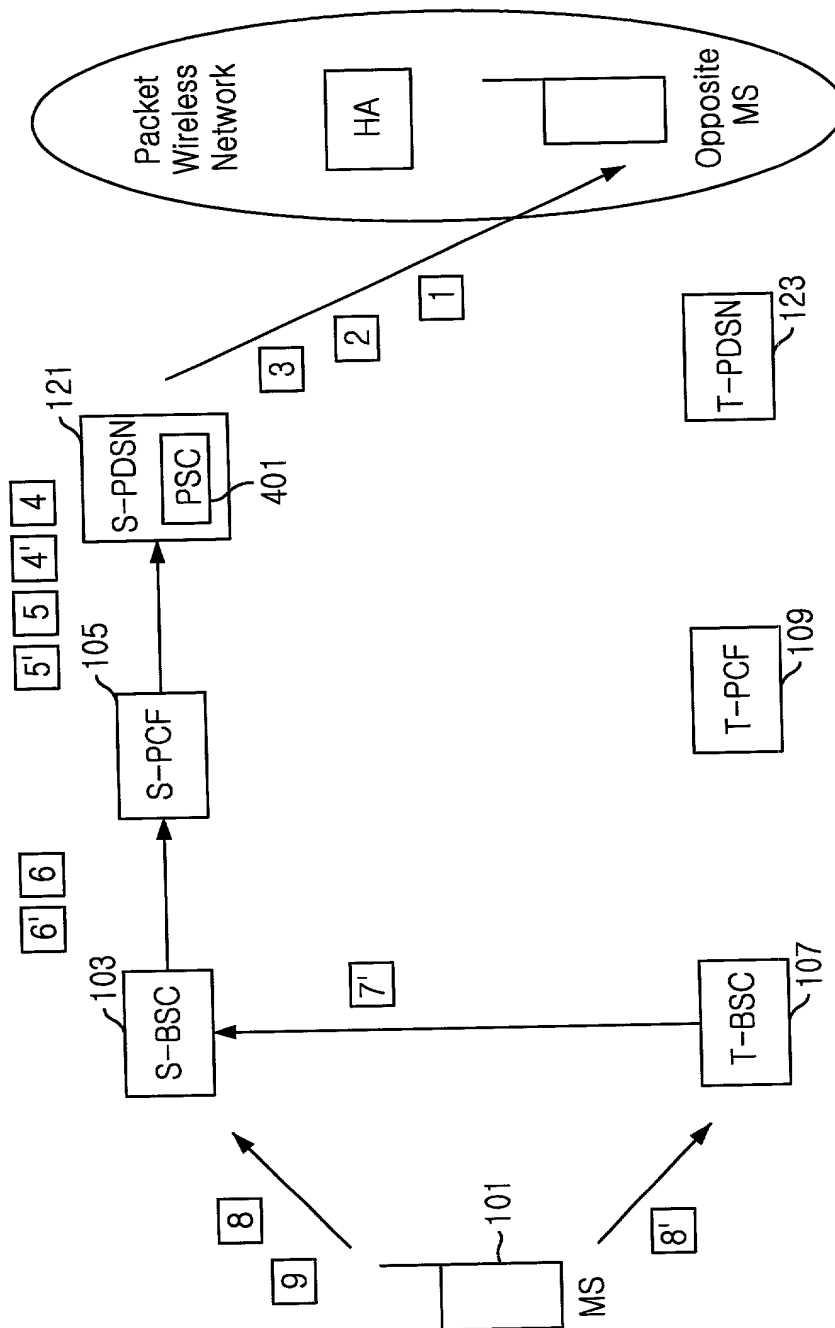 Packet
Wireless
Network
HA
Opposite
MS
1
2
3
121
S-PDSN
PSC
401
4
4'
5
5'
105
S-PCF
6
6'
103
S-BSC
7'
8
9
101
MS
8'
T-BSC
107
T-PCF
109
T-PDSN
123